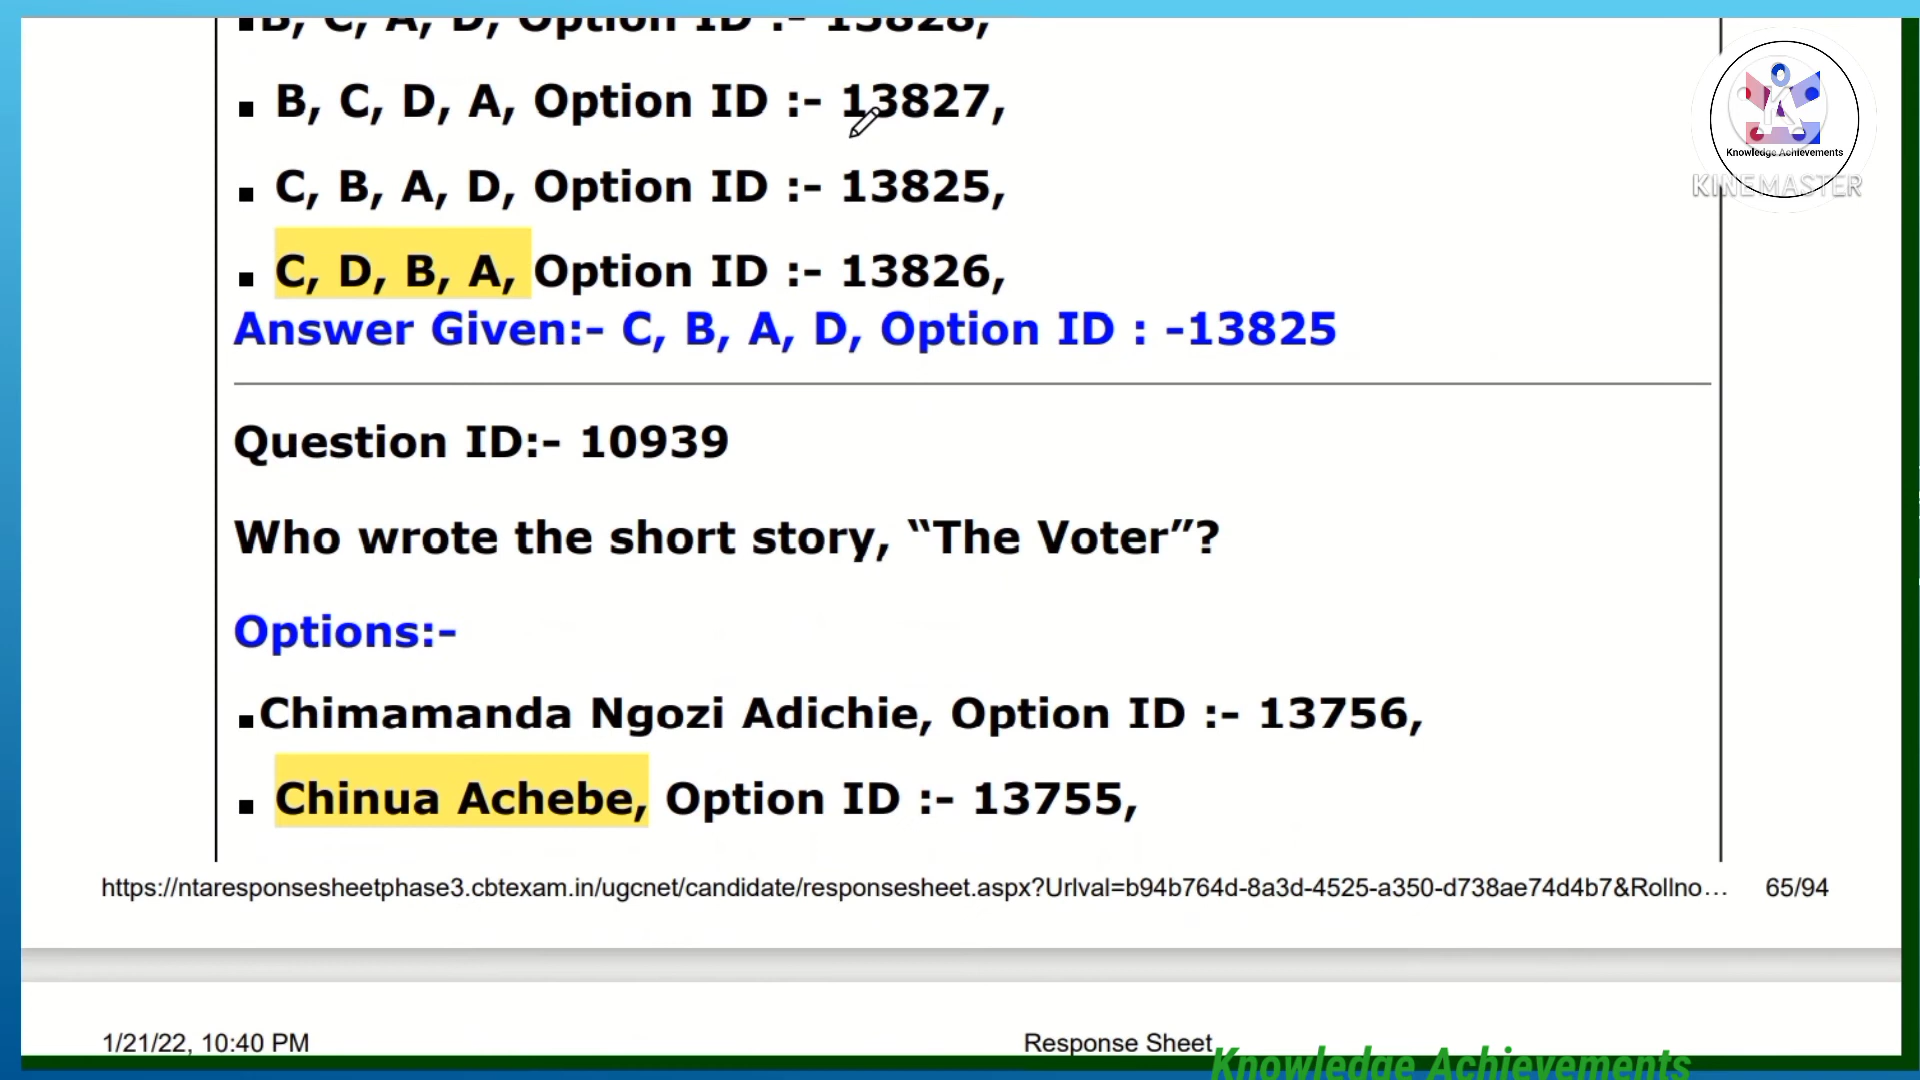 ▪B, C, A, D, Option ID :- 13828,
▪ B, C, D, A, Option ID :- 13827,
▪ C, B, A, D, Option ID :- 13825,
▪ C, D, B, A, Option ID :- 13826,
Answer Given:- C, B, A, D, Option ID : -13825
Question ID:- 10939
Who wrote the short story, “The Voter”?
Options:-
▪Chimamanda Ngozi Adichie, Option ID :- 13756,
▪ Chinua Achebe, Option ID :- 13755,
https://ntaresponsesheetphase3.cbtexam.in/ugcnet/candidate/responsesheet.aspx?Urlval=b94b764d-8a3d-4525-a350-d738ae74d4b7&Rollno… 65/94
1/21/22, 10:40 PM Response Sheet
Knowledge Achievements
K
Knowledge Achievements
KINEMASTER